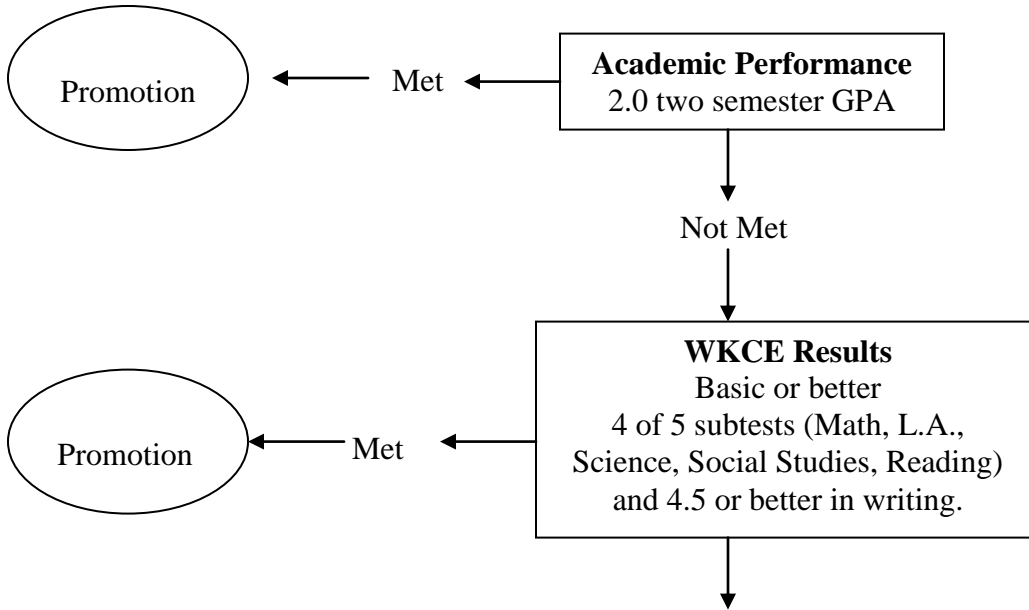 Academic Performance
2.0 two semester GPA
Met
Promotion
Not Met
WKCE Results
Basic or better
4 of 5 subtests (Math, L.A.,
Science, Social Studies, Reading)
and 4.5 or better in writing.
Met
Promotion